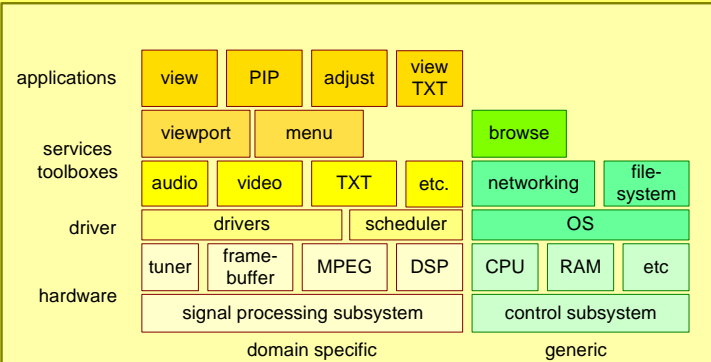 applications view PIP adjust view TXT
services toolboxes viewport menu browse
audio video TXT etc. networking file-system
driver drivers scheduler OS
hardware tuner frame-buffer MPEG DSP CPU RAM etc
signal processing subsystem control subsystem
domain specific generic